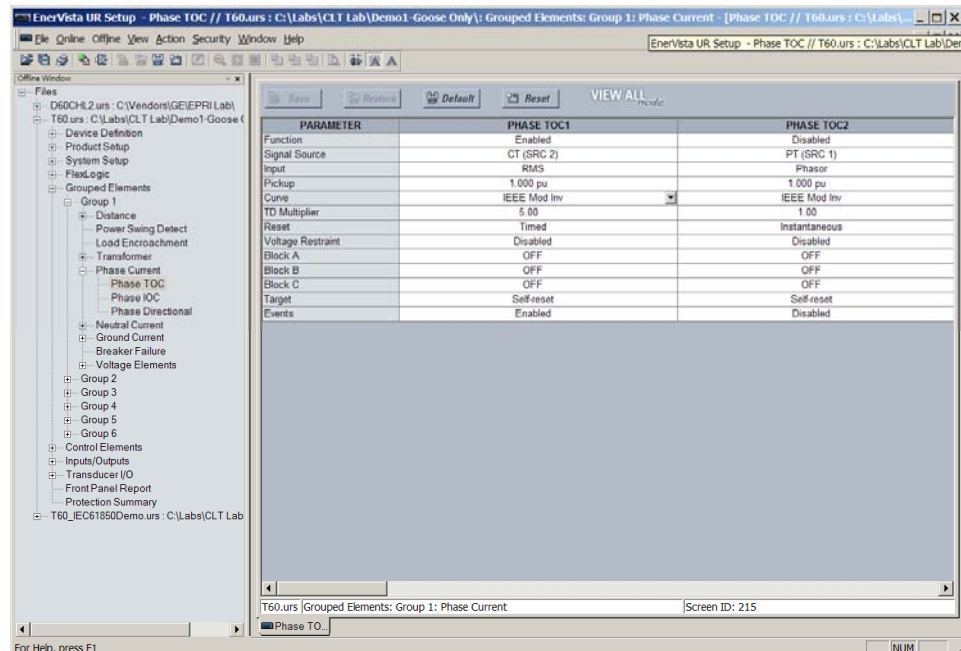 EnerVista UR Setup - Phase TOC // T60.urs : C:\Labs\CLT Lab\Demo1-Goose Only\: Grouped Elements: Group 1: Phase Current - [Phase TOC // T60.urs : C:\Labs\...
File Online Offline View Action Security Window Help
EnerVista UR Setup - Phase TOC // T60.urs : C:\Labs\CLT Lab\Der
Offline Window
Files
D60CHL2.urs : C:\Vendors\GE\EPRI Lab\
T60.urs : C:\Labs\CLT Lab\Demo1-Goose (
Device Definition
Product Setup
System Setup
FlexLogic
Grouped Elements
Group 1
Distance
Power Swing Detect
Load Encroachment
Transformer
Phase Current
Phase TOC
Phase IOC
Phase Directional
Neutral Current
Ground Current
Breaker Failure
Voltage Elements
Group 2
Group 3
Group 4
Group 5
Group 6
Control Elements
Inputs/Outputs
Transducer I/O
Front Panel Report
Protection Summary
T60_IEC61850Demo.urs : C:\Labs\CLT Lab
Save Restore Default Reset VIEW ALL mode
PARAMETER PHASE TOC1 PHASE TOC2
Function Enabled Disabled
Signal Source CT (SRC 2) PT (SRC 1)
Input RMS Phasor
Pickup 1.000 pu 1.000 pu
Curve IEEE Mod Inv IEEE Mod Inv
TD Multiplier 5.00 1.00
Reset Timed Instantaneous
Voltage Restraint Disabled Disabled
Block A OFF OFF
Block B OFF OFF
Block C OFF OFF
Target Self-reset Self-reset
Events Enabled Disabled
T60.urs Grouped Elements: Group 1: Phase Current Screen ID: 215
Phase TO...
For Help, press F1 NUM